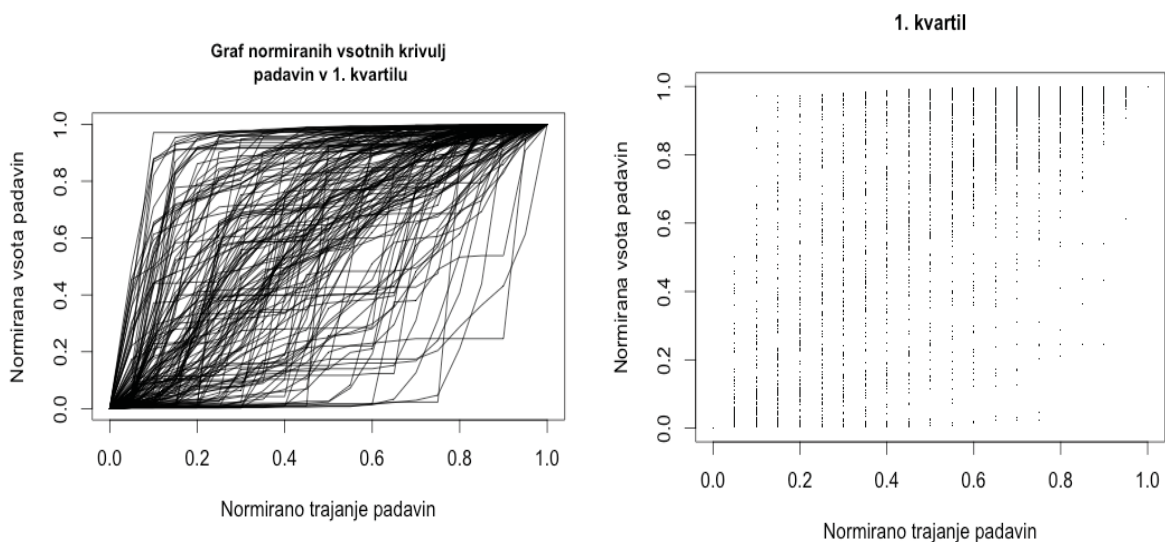 Graf normiranih vsotnih krivulj
padavin v 1. kvartilu
Normirana vsota padavin
1.0
0.8
0.6
0.4
0.2
0.0
0.0 0.2 0.4 0.6 0.8 1.0
Normirano trajanje padavin
1. kvartil
Normirana vsota padavin
1.0
0.8
0.6
0.4
0.2
0.0
0.0 0.2 0.4 0.6 0.8 1.0
Normirano trajanje padavin